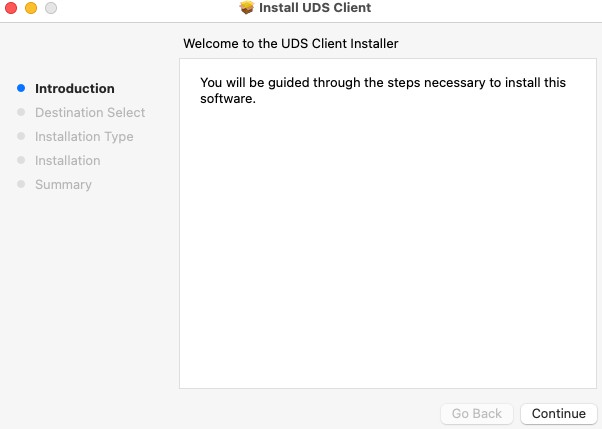 Install UDS Client
Welcome to the UDS Client Installer
Introduction
Destination Select
Installation Type
Installation
Summary
You will be guided through the steps necessary to install this
software.
Go Back
Continue